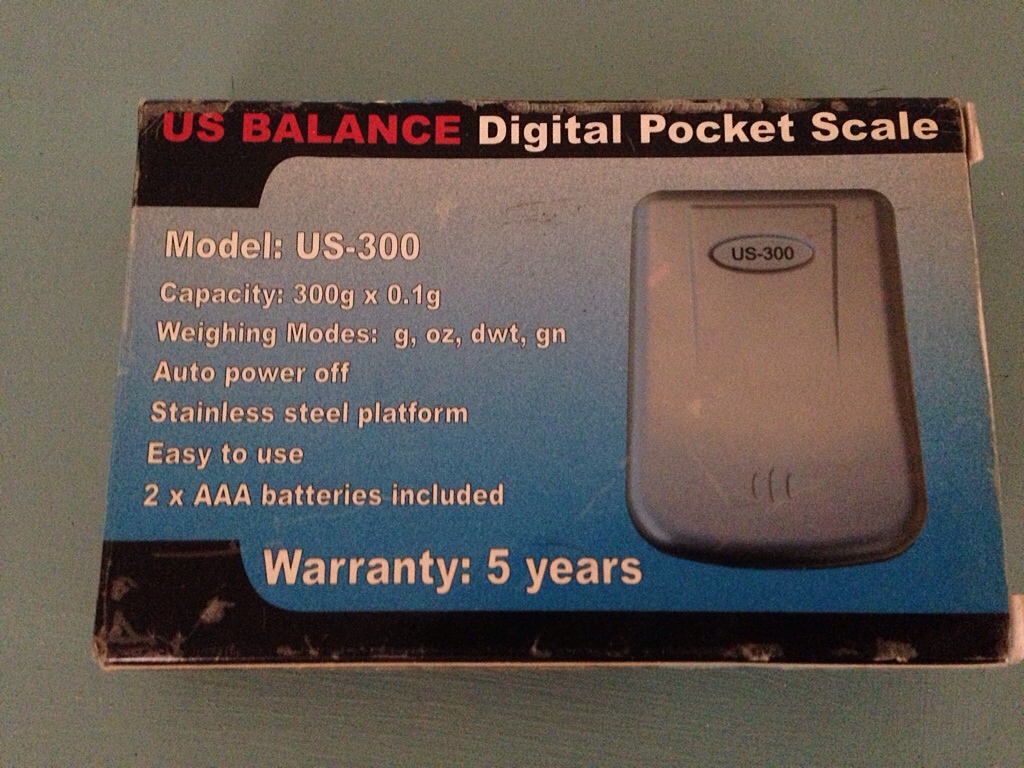 US BALANCE Digital Pocket Scale
Model: US-300
Capacity: 300g x 0.1g
Weighing Modes: g, oz, dwt, gn
Auto power off
Stainless steel platform
Easy to use
2 x AAA batteries included
Warranty: 5 years
US-300